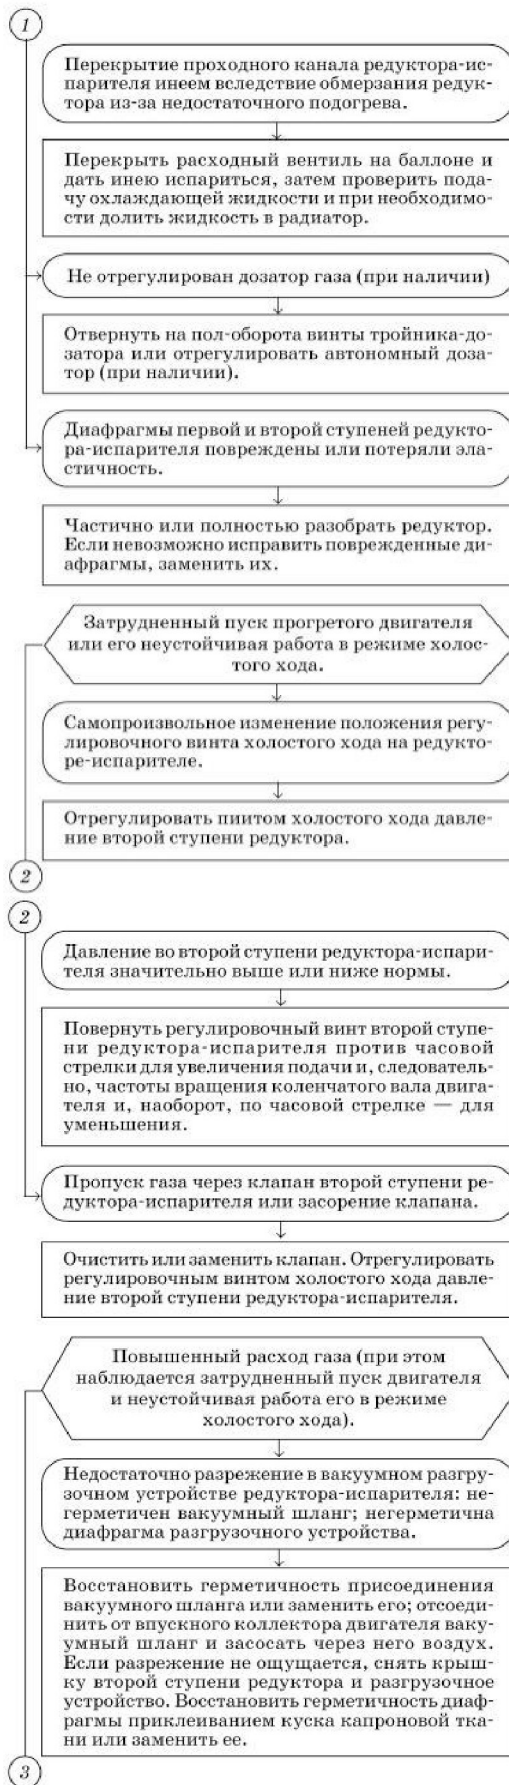 1
Перекрытие проходного канала редуктора-ис-
парителя инеем вследствие обмерзания редук-
тора из-за недостаточного подогрева.
Перекрыть расходный вентиль на баллоне и
дать инею испариться, затем проверить пода-
чу охлаждающей жидкости и при необходимо-
сти долить жидкость в радиатор.
Не отрегулирован дозатор газа (при наличии)
Отвернуть на пол-оборота винты тройника-до-
затора или отрегулировать автономный доза-
тор (при наличии).
Диафрагмы первой и второй ступеней редукто-
ра-испарителя повреждены или потеряли эла-
стичность.
Частично или полностью разобрать редуктор.
Если невозможно исправить поврежденные ди-
афрагмы, заменить их.
Затрудненный пуск прогретого двигателя
или его неустойчивая работа в режиме холос-
того хода.
Самопроизвольное изменение положения регу-
лировочного винта холостого хода на редукто-
ре-испарителе.
Отрегулировать пиитом холостого хода давле-
ние второй ступени редуктора.
2
2
Давление во второй ступени редуктора-испари-
теля значительно выше или ниже нормы.
Повернуть регулировочный винт второй ступе-
ни редуктора-испарителя против часовой
стрелки для увеличения подачи и, следователь-
но, частоты вращения коленчатого вала двига-
теля и, наоборот, по часовой стрелке — для
уменьшения.
Пропуск газа через клапан второй ступени ре-
дуктора-испарителя или засорение клапана.
Очистить или заменить клапан. Отрегулировать
регулировочным винтом холостого хода давле-
ние второй ступени редуктора-испарителя.
Повышенный расход газа (при этом
наблюдается затрудненный пуск двигателя
и неустойчивая работа его в режиме
холостого хода).
Недостаточно разрежение в вакуумном разгру-
зочном устройстве редуктора-испарителя: не-
герметичен вакуумный шланг; негерметична
диафрагма разгрузочного устройства.
Восстановить герметичность присоединения
вакуумного шланга или заменить его; отсоеди-
нить от впускного коллектора двигателя ваку-
умный шланг и засосать через него воздух.
Если разрежение не ощущается, снять крыш-
ку второй ступени редуктора и разгрузочное
устройство. Восстановить герметичность диаф-
рагмы приклеиванием куска капроновой тка-
ни или заменить ее.
3